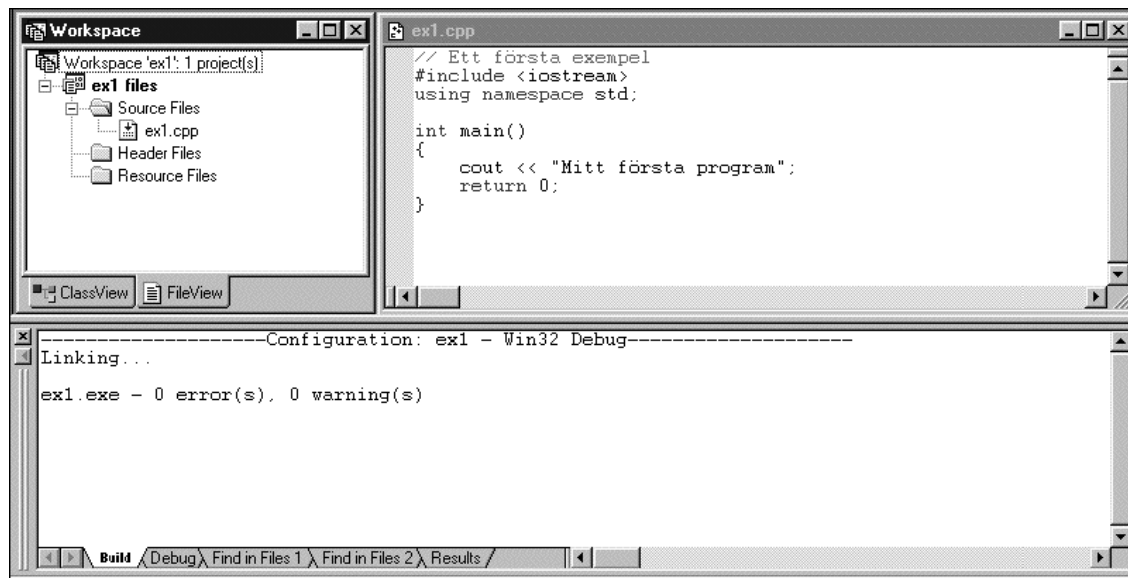 Workspace
Workspace 'ex1': 1 project(s)
ex1 files
Source Files
ex1.cpp
Header Files
Resource Files
ClassView FileView
ex1.cpp
// Ett första exempel
#include <iostream>
using namespace std;
int main()
{
cout << "Mitt första program";
return 0;
}
--------------------Configuration: ex1 - Win32 Debug--------------------
Linking...
ex1.exe - 0 error(s), 0 warning(s)
Build Debug Find in Files 1 Find in Files 2 Results